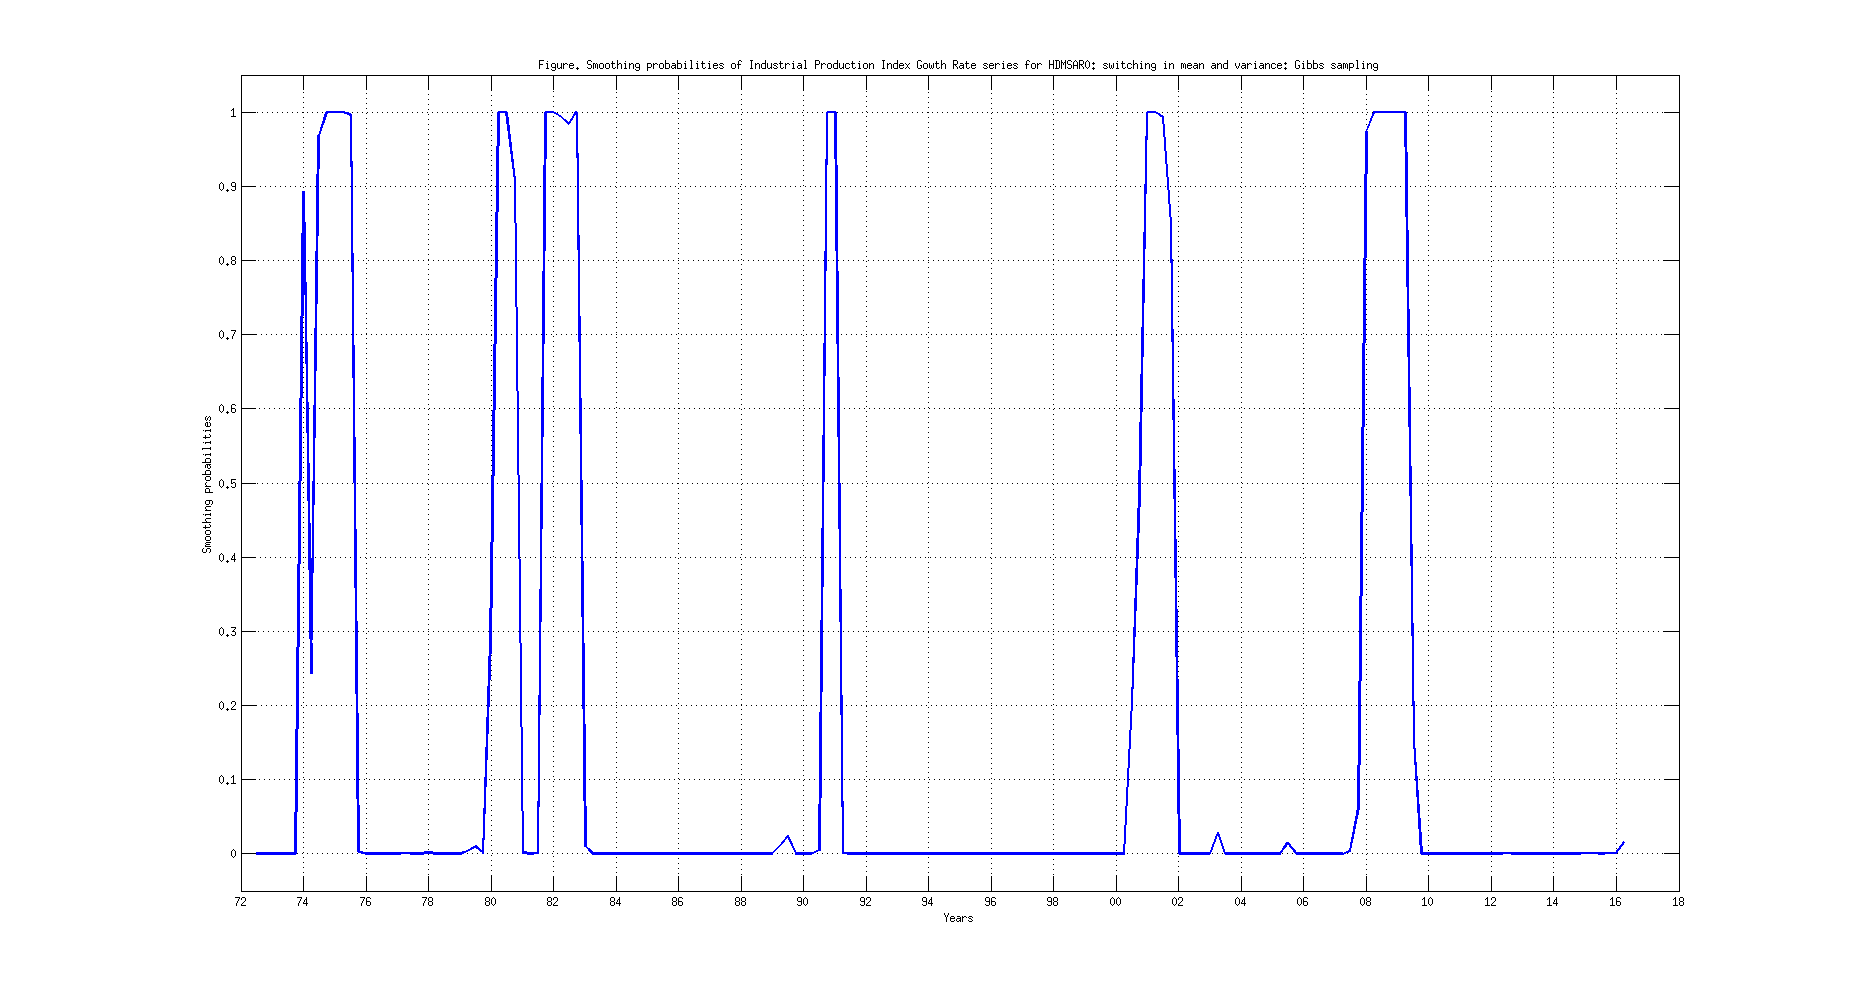 Figure. Smoothing probabilities of Industrial Production Index Gowth Rate series for HDMSAR0: switching in mean and variance: Gibbs sampling
1
0.9
0.8
0.7
0.6
0.5
0.4
0.3
0.2
0.1
0
Smoothing probabilities
72 74 76 78 80 82 84 86 88 90 92 94 96 98 00 02 04 06 08 10 12 14 16 18
Years